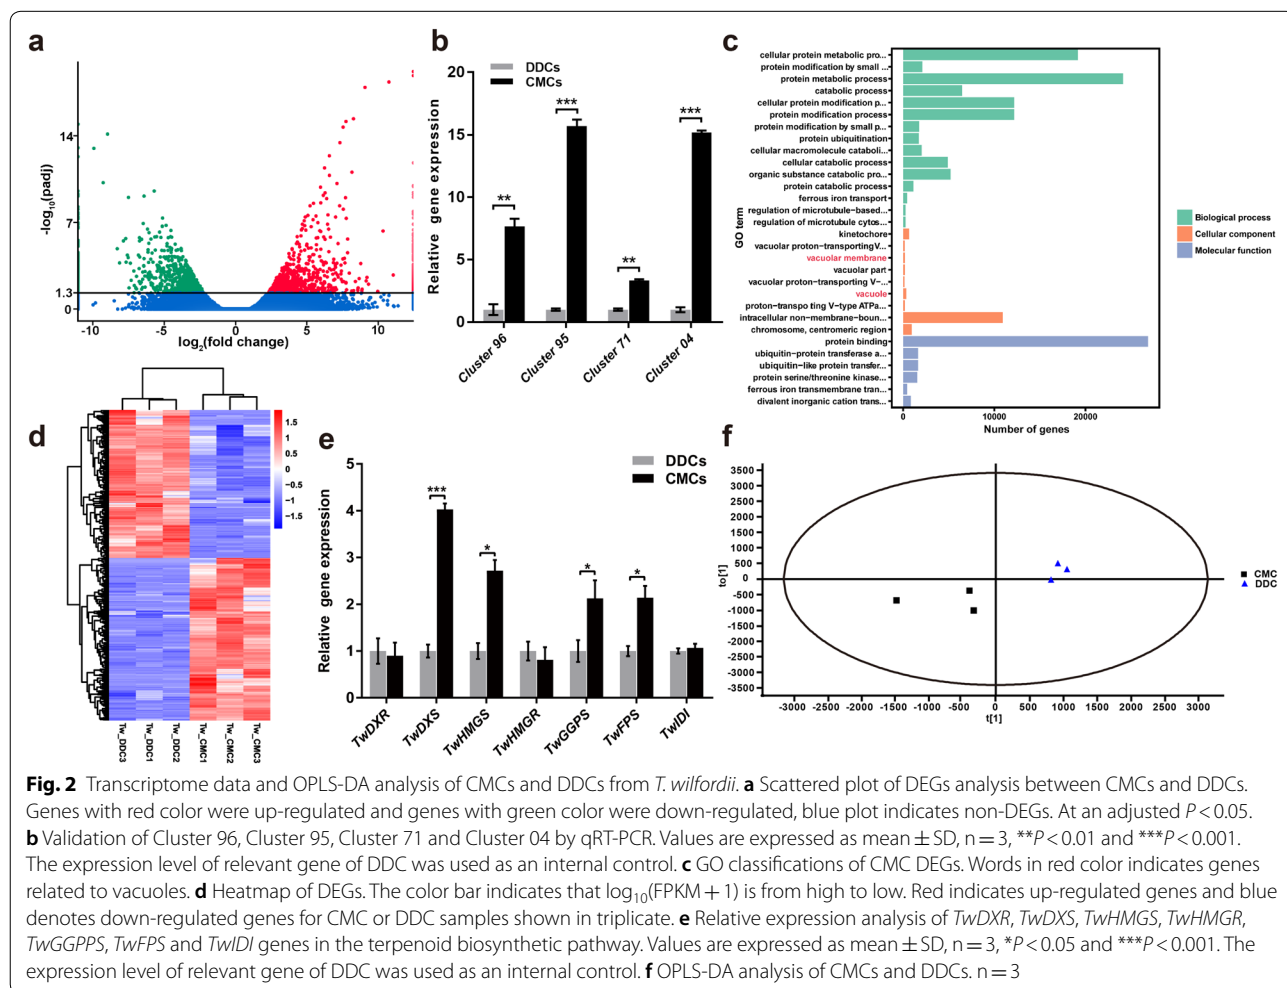 a
-log10(padj)
14
7
1.3
0
-10
-5
0
5
10
log2(fold change)
b
DDCs
CMCs
Relative gene expression
20
15
10
5
0
**
***
**
***
Cluster 96
Cluster 95
Cluster 71
Cluster 04
c
GO term
cellular protein metabolic pro...
protein modification by small ...
protein metabolic process
catabolic process
cellular protein modification p...
protein modification process
protein modification by small p...
protein ubiquitination
cellular macromolecule cataboli...
cellular catabolic process
organic substance catabolic pro...
protein catabolic process
ferrous iron transport
regulation of microtubule-based...
regulation of microtubule cytos...
kinetochore
vacuolar proton-transporting V...
vacuolar membrane
vacuolar part
vacuolar proton-transporting V-...
vacuole
proton-transpo ting V-type ATPa...
intracellular non-membrane-boun...
chromosome, centromeric region
protein binding
ubiquitin-protein transferase a...
ubiquitin-like protein transfer...
protein serine/threonine kinase...
ferrous iron transmembrane tran...
divalent inorganic cation trans...
0
10000
20000
Number of genes
Biological process
Cellular component
Molecular function
d
1.5
1
0.5
0
-0.5
-1
-1.5
Tw_DDC3
Tw_DDC1
Tw_DDC2
Tw_CMC1
Tw_CMC2
Tw_CMC3
e
DDCs
CMCs
Relative gene expression
5
4
3
2
1
0
***
*
*
*
TwDXR
TwDXS
TwHMGS
TwHMGR
TwGGPS
TwFPS
TwIDI
f
to[1]
3500
3000
2500
2000
1500
1000
500
0
-500
-1000
-1500
-2000
-2500
-3000
-3500
-3000
-2500
-2000
-1500
-1000
-500
0
500
1000
1500
2000
2500
3000
t[1]
CMC
DDC
Fig. 2 Transcriptome data and OPLS-DA analysis of CMCs and DDCs from T. wilfordii. a Scattered plot of DEGs analysis between CMCs and DDCs.
Genes with red color were up-regulated and genes with green color were down-regulated, blue plot indicates non-DEGs. At an adjusted P < 0.05.
b Validation of Cluster 96, Cluster 95, Cluster 71 and Cluster 04 by qRT-PCR. Values are expressed as mean ± SD, n = 3, **P < 0.01 and ***P < 0.001.
The expression level of relevant gene of DDC was used as an internal control. c GO classifications of CMC DEGs. Words in red color indicates genes
related to vacuoles. d Heatmap of DEGs. The color bar indicates that log10(FPKM + 1) is from high to low. Red indicates up-regulated genes and blue
denotes down-regulated genes for CMC or DDC samples shown in triplicate. e Relative expression analysis of TwDXR, TwDXS, TwHMGS, TwHMGR,
TwGGPPS, TwFPS and TwIDI genes in the terpenoid biosynthetic pathway. Values are expressed as mean ± SD, n = 3, *P < 0.05 and ***P < 0.001. The
expression level of relevant gene of DDC was used as an internal control. f OPLS-DA analysis of CMCs and DDCs. n = 3